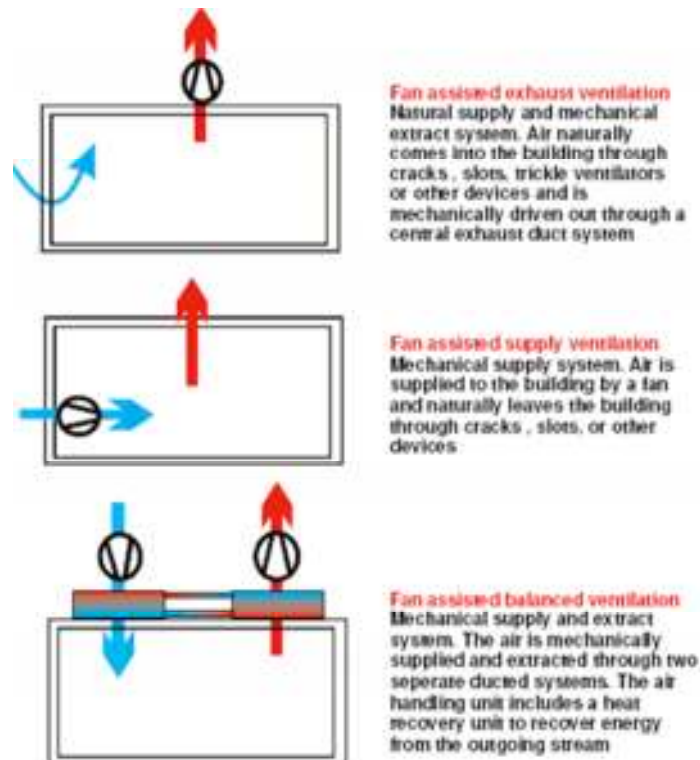 Fan assisted exhaust ventilation
Natural supply and mechanical
extract system. Air naturally
comes into the building through
cracks , slots, trickle ventilators
or other devices and is
mechanically driven out through a
central exhaust duct system
Fan assisted supply ventilation
Mechanical supply system. Air is
supplied to the building by a fan
and naturally leaves the building
through cracks , slots, or other
devices
Fan assisted balanced ventilation
Mechanical supply and extract
system. The air is mechanically
supplied and extracted through two
seperate ducted systems. The air
handling unit includes a heat
recovery unit to recover energy
from the outgoing stream